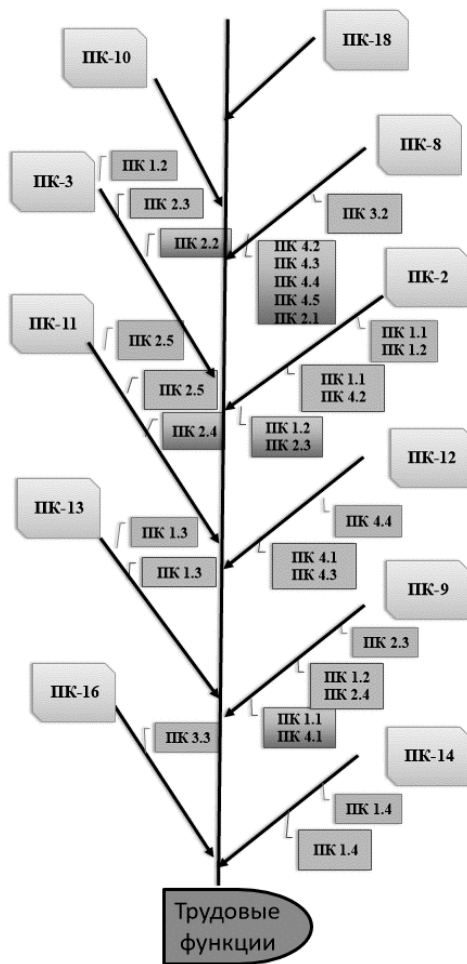 ПК-18
ПК-10
ПК-8
ПК-3
ПК 1.2
ПК 2.3
ПК 3.2
ПК 2.2
ПК 4.2
ПК 4.3
ПК 4.4
ПК 4.5
ПК 2.1
ПК-2
ПК-11
ПК 2.5
ПК 1.1
ПК 1.2
ПК 2.5
ПК 1.1
ПК 4.2
ПК 2.4
ПК 1.2
ПК 2.3
ПК-12
ПК-13
ПК 1.3
ПК 4.4
ПК 1.3
ПК 4.1
ПК 4.3
ПК-9
ПК 2.3
ПК-16
ПК 1.2
ПК 2.4
ПК 3.3
ПК 1.1
ПК 4.1
ПК-14
ПК 1.4
ПК 1.4
Трудовые
функции